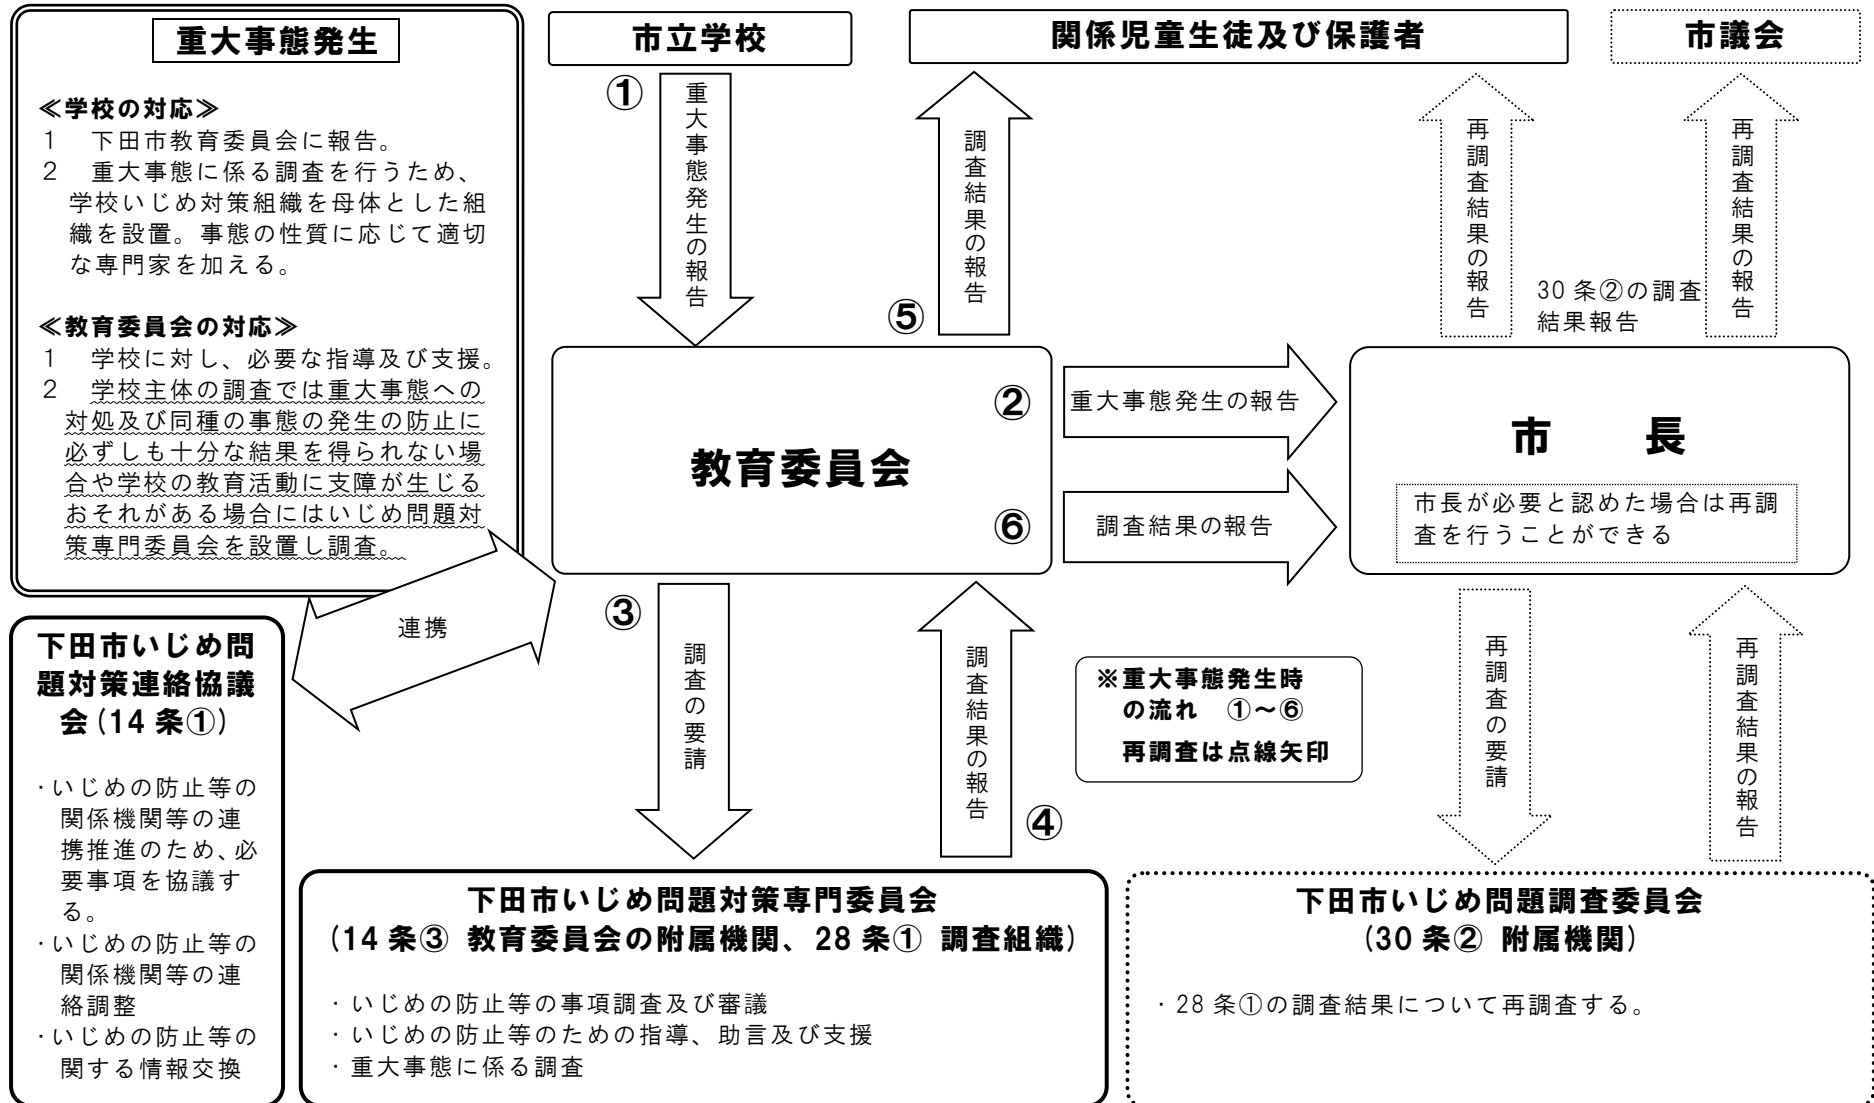 重大事態発生
≪学校の対応≫
１　下田市教育委員会に報告。
２　重大事態に係る調査を行うため、
学校いじめ対策組織を母体とした組
織を設置。事態の性質に応じて適切
な専門家を加える。
≪教育委員会の対応≫
１　学校に対し、必要な指導及び支援。
２　学校主体の調査では重大事態への
対処及び同種の事態の発生の防止に
必ずしも十分な結果を得られない場
合や学校の教育活動に支障が生じる
おそれがある場合にはいじめ問題対
策専門委員会を設置し調査。
市立学校
関係児童生徒及び保護者
市議会
①
重大事態発生の報告
⑤
調査結果の報告
再調査結果の報告
30 条②の調査
結果報告
再調査結果の報告
教育委員会
②
重大事態発生の報告
⑥
調査結果の報告
市　長
市長が必要と認めた場合は再調
査を行うことができる
連携
③
調査の要請
調査結果の報告
④
※重大事態発生時
の流れ　①～⑥
再調査は点線矢印
再調査の要請
再調査結果の報告
下田市いじめ問
題対策連絡協議
会(14 条①)
・いじめの防止等の
関係機関等の連
携推進のため、必
要事項を協議す
る。
・いじめの防止等の
関係機関等の連
絡調整
・いじめの防止等の
関する情報交換
下田市いじめ問題対策専門委員会
(14 条③ 教育委員会の附属機関、28 条① 調査組織)
・いじめの防止等の事項調査及び審議
・いじめの防止等のための指導、助言及び支援
・重大事態に係る調査
下田市いじめ問題調査委員会
(30 条② 附属機関)
・28 条①の調査結果について再調査する。